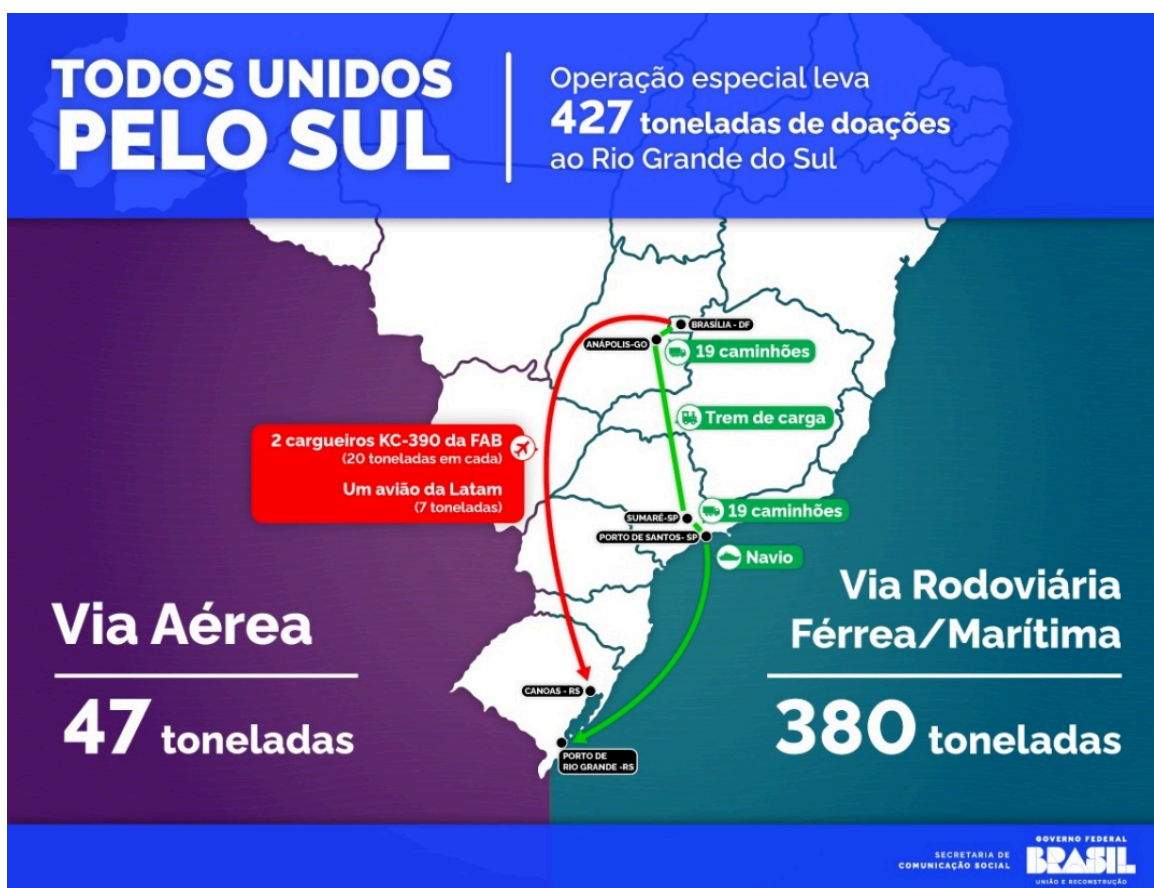 TODOS UNIDOS
PELO SUL
Operação especial leva
427 toneladas de doações
ao Rio Grande do Sul
BRASÍLIA - DF
ANÁPOLIS-GO
19 caminhões
Trem de carga
2 cargueiros KC-390 da FAB
(20 toneladas em cada)
Um avião da Latam
(7 toneladas)
19 caminhões
SUMARÉ-SP
PORTO DE SANTOS- SP
Navio
Via Aérea
47 toneladas
Via Rodoviária
Férrea/Marítima
380 toneladas
CANOAS - RS
PORTO DE
RIO GRANDE -RS
SECRETARIA DE
COMUNICAÇÃO SOCIAL
GOVERNO FEDERAL
BRASIL
UNIÃO E RECONSTRUÇÃO